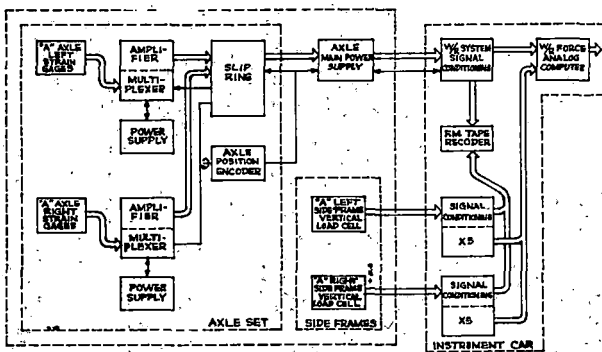 "A" AXLE
LEFT
STRAIN
GAGES
AMPLI-
FIER
MULTI-
PLEXER
POWER
SUPPLY
SLIP
RING
AXLE
POSITION
ENCODER
"A" AXLE
RIGHT
STRAIN
GAGES
AMPLI-
FIER
MULTI-
PLEXER
POWER
SUPPLY
AXLE SET
AXLE
MAIN POWER
SUPPLY
"A" LEFT
SIDE FRAME
VERTICAL
LOAD CELL
"A" RIGHT
SIDE FRAME
VERTICAL
LOAD CELL
SIDE FRAMES
W/R SYSTEM
SIGNAL
CONDITIONING
W/R FORCE
ANALOG
COMPUTER
F.M TAPE
RECODER
SIGNAL
CONDITIONING
X5
SIGNAL
CONDITIONING
X5
INSTRUMENT CAR